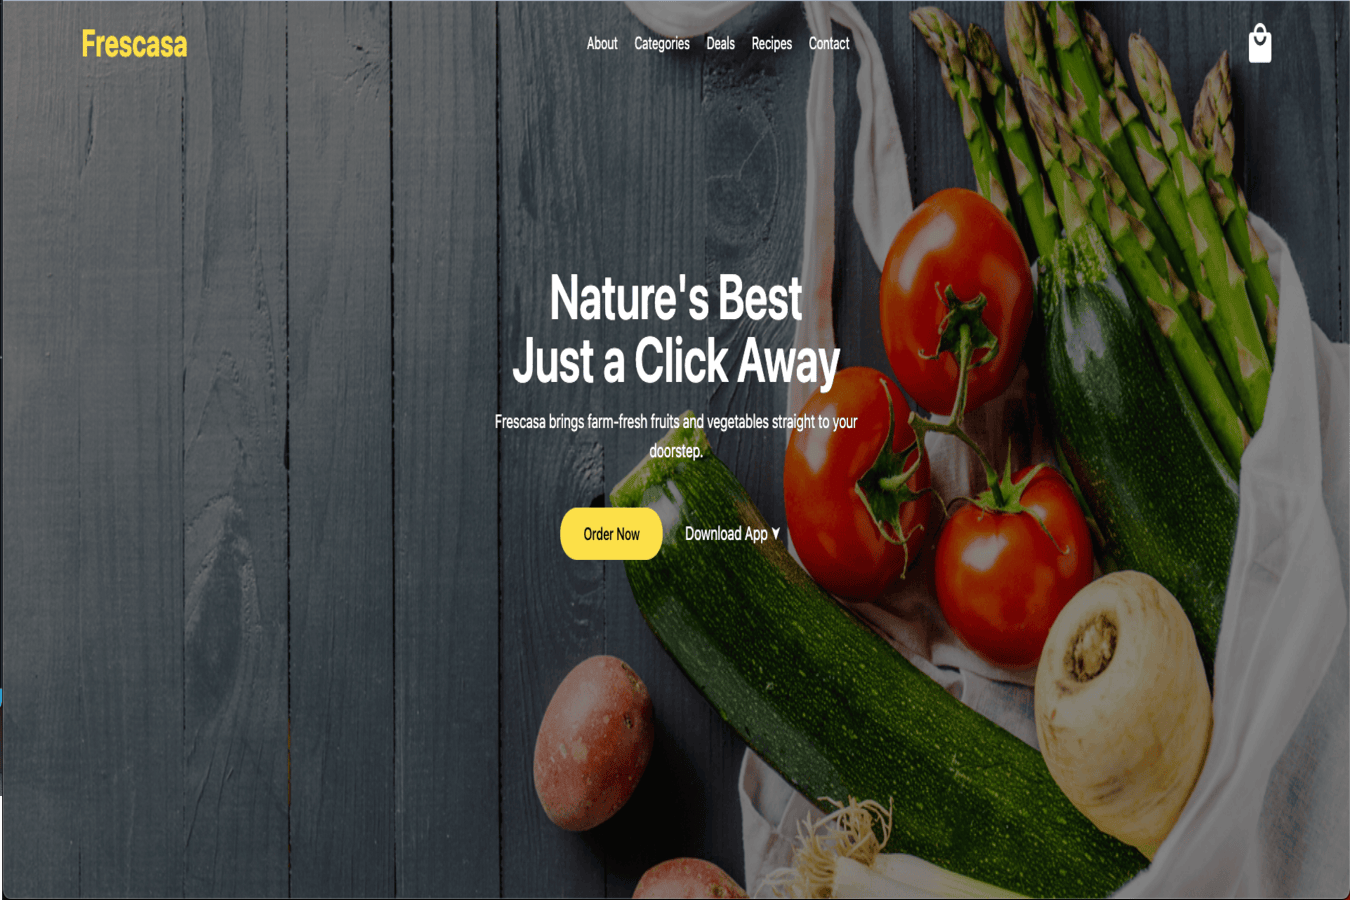 Frescasa
About Categories Deals Recipes Contact
Nature's Best
Just a Click Away
Frescasa brings farm-fresh fruits and vegetables straight to your
doorstep.
Order Now
Download App